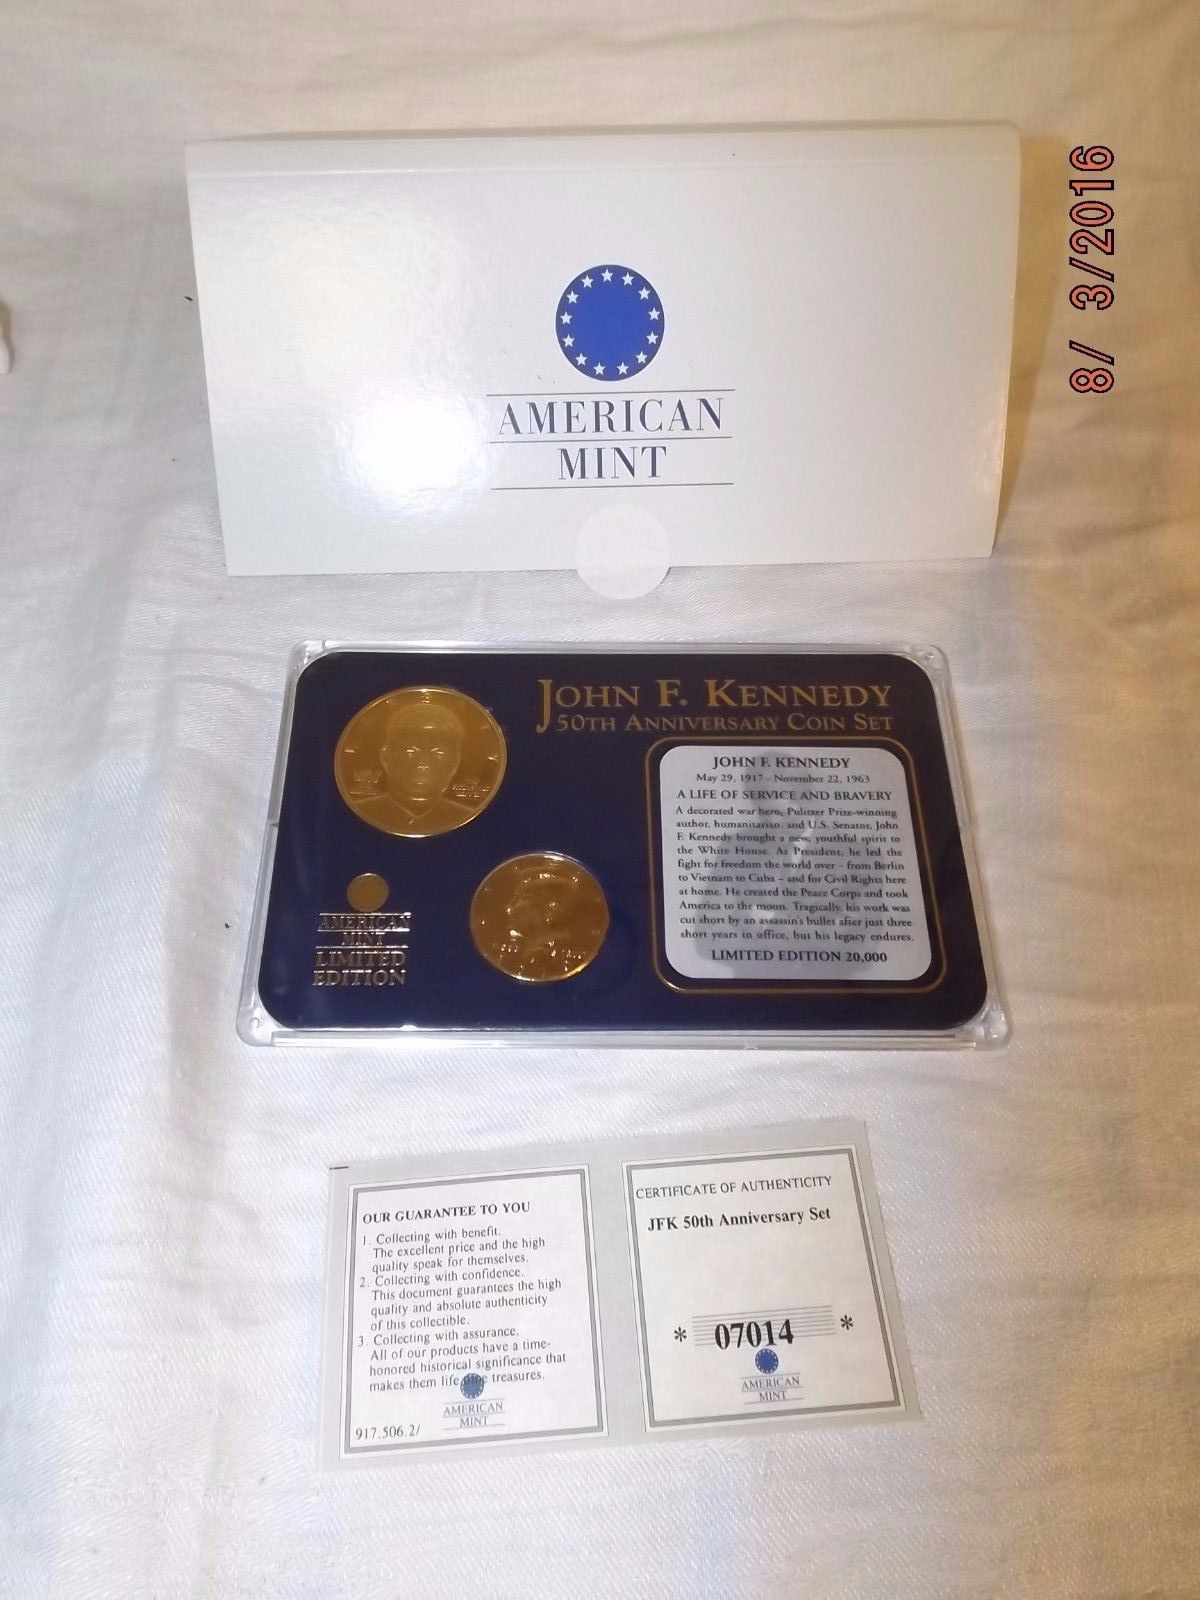 8/ 3/2016
AMERICAN
MINT
JOHN F. KENNEDY
50TH ANNIVERSARY COIN SET
JOHN F. KENNEDY
May 29, 1917 - November 22, 1963
A LIFE OF SERVICE AND BRAVERY
A decorated war hero, Pulitzer Prize-winning
author, humanitarian, and U.S. Senator, John
F. Kennedy brought a new, youthful spirit to
the White House. As President, he led the
fight for freedom the world over – from Berlin
to Vietnam to Cuba – and for Civil Rights here
at home. He created the Peace Corps and took
America to the moon. Tragically, his work was
cut short by an assassin's bullet after just three
short years in office, but his legacy endures.
LIMITED EDITION 20,000
AMERICAN
MINT
LIMITED
EDITION
OUR GUARANTEE TO YOU
1. Collecting with benefit.
The excellent price and the high
quality speak for themselves.
2. Collecting with confidence.
This document guarantees the high
quality and absolute authenticity
of this collectible.
3. Collecting with assurance.
All of our products have a time-
honored historical significance that
makes them life treasures.
AMERICAN
MINT
917.506.2/
CERTIFICATE OF AUTHENTICITY
JFK 50th Anniversary Set
* 07014 *
AMERICAN
MINT